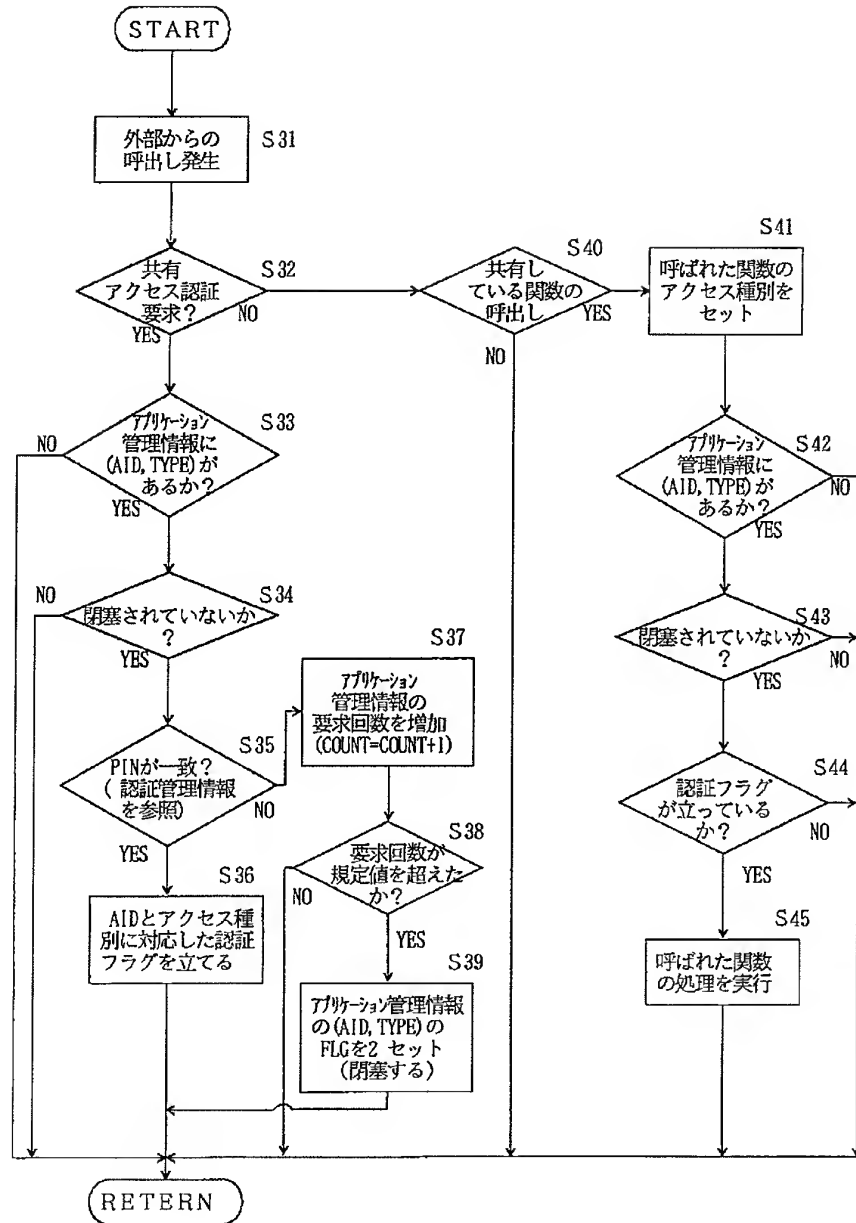 START
外部からの
呼出し発生
S31
共有
アクセス認証
要求?
S32
YES
NO
アプリケーション
管理情報に
(AID, TYPE)が
あるか?
S33
NO
YES
閉塞されていないか
?
S34
NO
YES
PINが一致?
( 認証管理情報
を参照)
S35
NO
YES
S36
AIDとアクセス種
別に対応した認証
フラグを立てる
S37
アプリケーション
管理情報の
要求回数を増加
(COUNT=COUNT+1)
S38
要求回数が
規定値を超えた
か?
NO
YES
S39
アプリケーション管理情報
の(AID, TYPE)の
FLGを2 セット
(閉塞する)
S40
共有し
ている関数の
呼出し
YES
NO
S41
呼ばれた関数の
アクセス種別を
セット
S42
アプリケーション
管理情報に
(AID, TYPE)が
あるか?
NO
YES
S43
閉塞されていないか
?
NO
YES
S44
認証フラグ
が立っている
か?
NO
YES
S45
呼ばれた関数
の処理を実行
RETERN